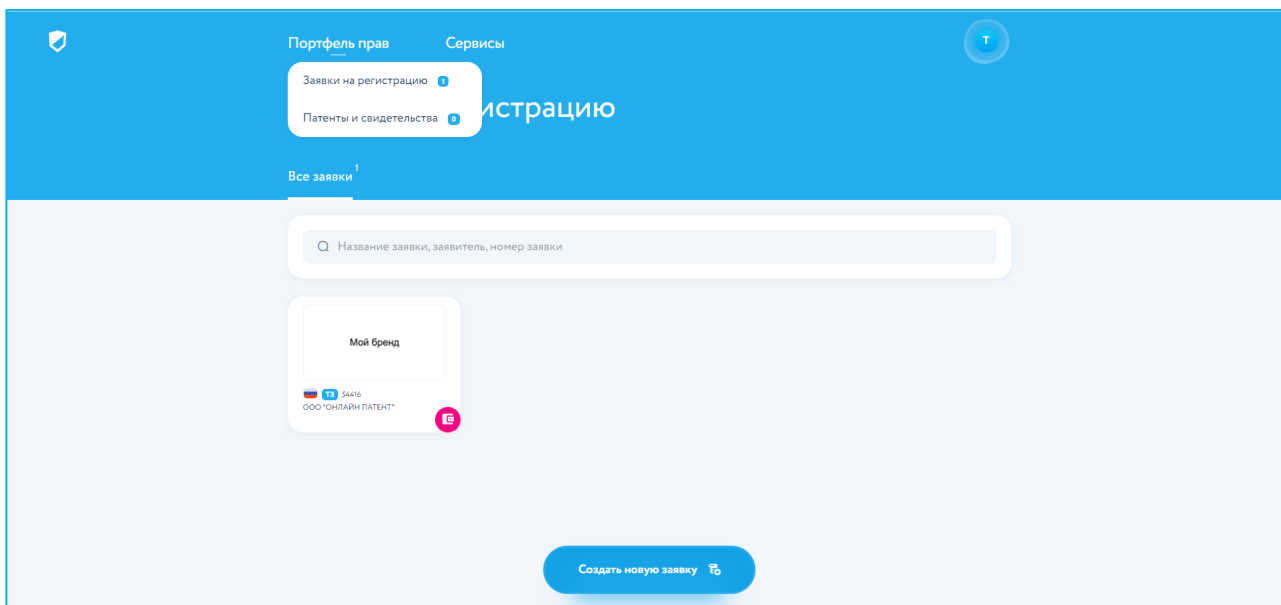 Портфель прав Сервисы
Т
Заявки на регистрацию 1
Патенты и свидетельства 0
истрацию
Все заявки 1
Название заявки, заявитель, номер заявки
Мой бренд
ТЗ 54416
ООО "ОНЛАЙН ПАТЕНТ"
Создать новую заявку